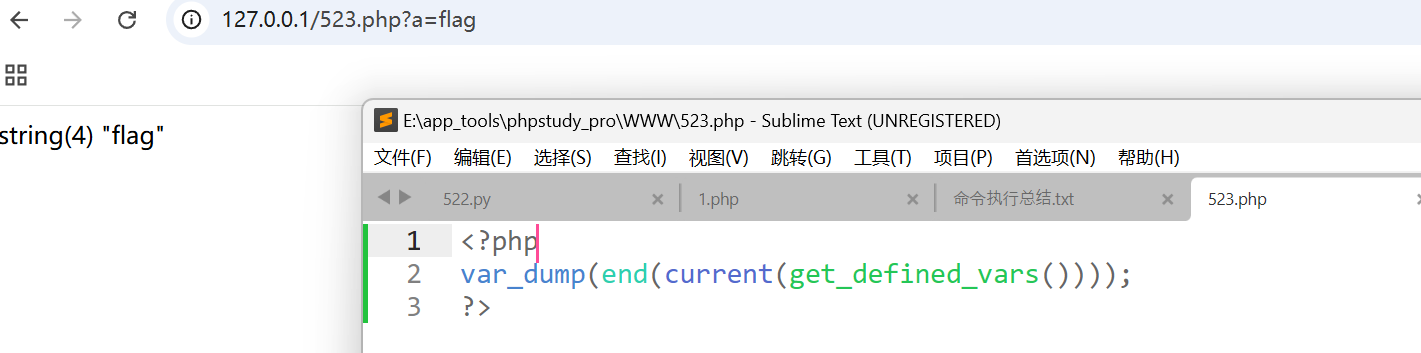 127.0.0.1/523.php?a=flag
string(4) "flag"
E:\app_tools\phpstudy_pro\WWW\523.php - Sublime Text (UNREGISTERED)
文件(F) 编辑(E) 选择(S) 查找(I) 视图(V) 跳转(G) 工具(T) 项目(P) 首选项(N) 帮助(H)
522.py 1.php 命令执行总结.txt 523.php
1 <?php
2 var_dump(end(current(get_defined_vars())));
3 ?>